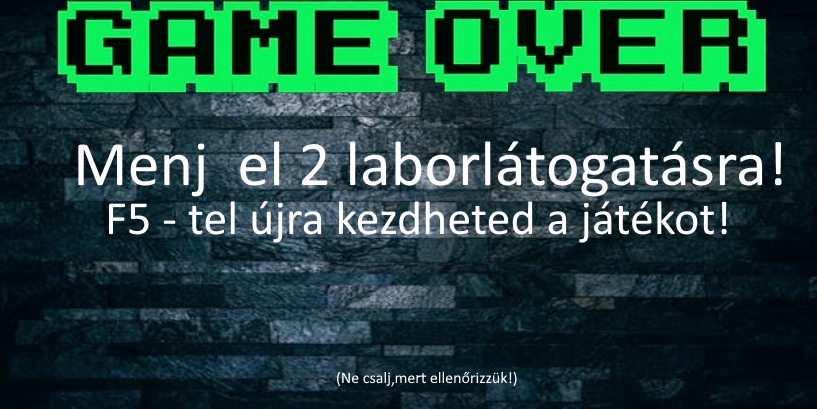 GAME OVER
Menj el 2 laborlátogatásra!
F5 - tel újra kezdheted a játékot!
(Ne csalj,mert ellenőrizzük!)